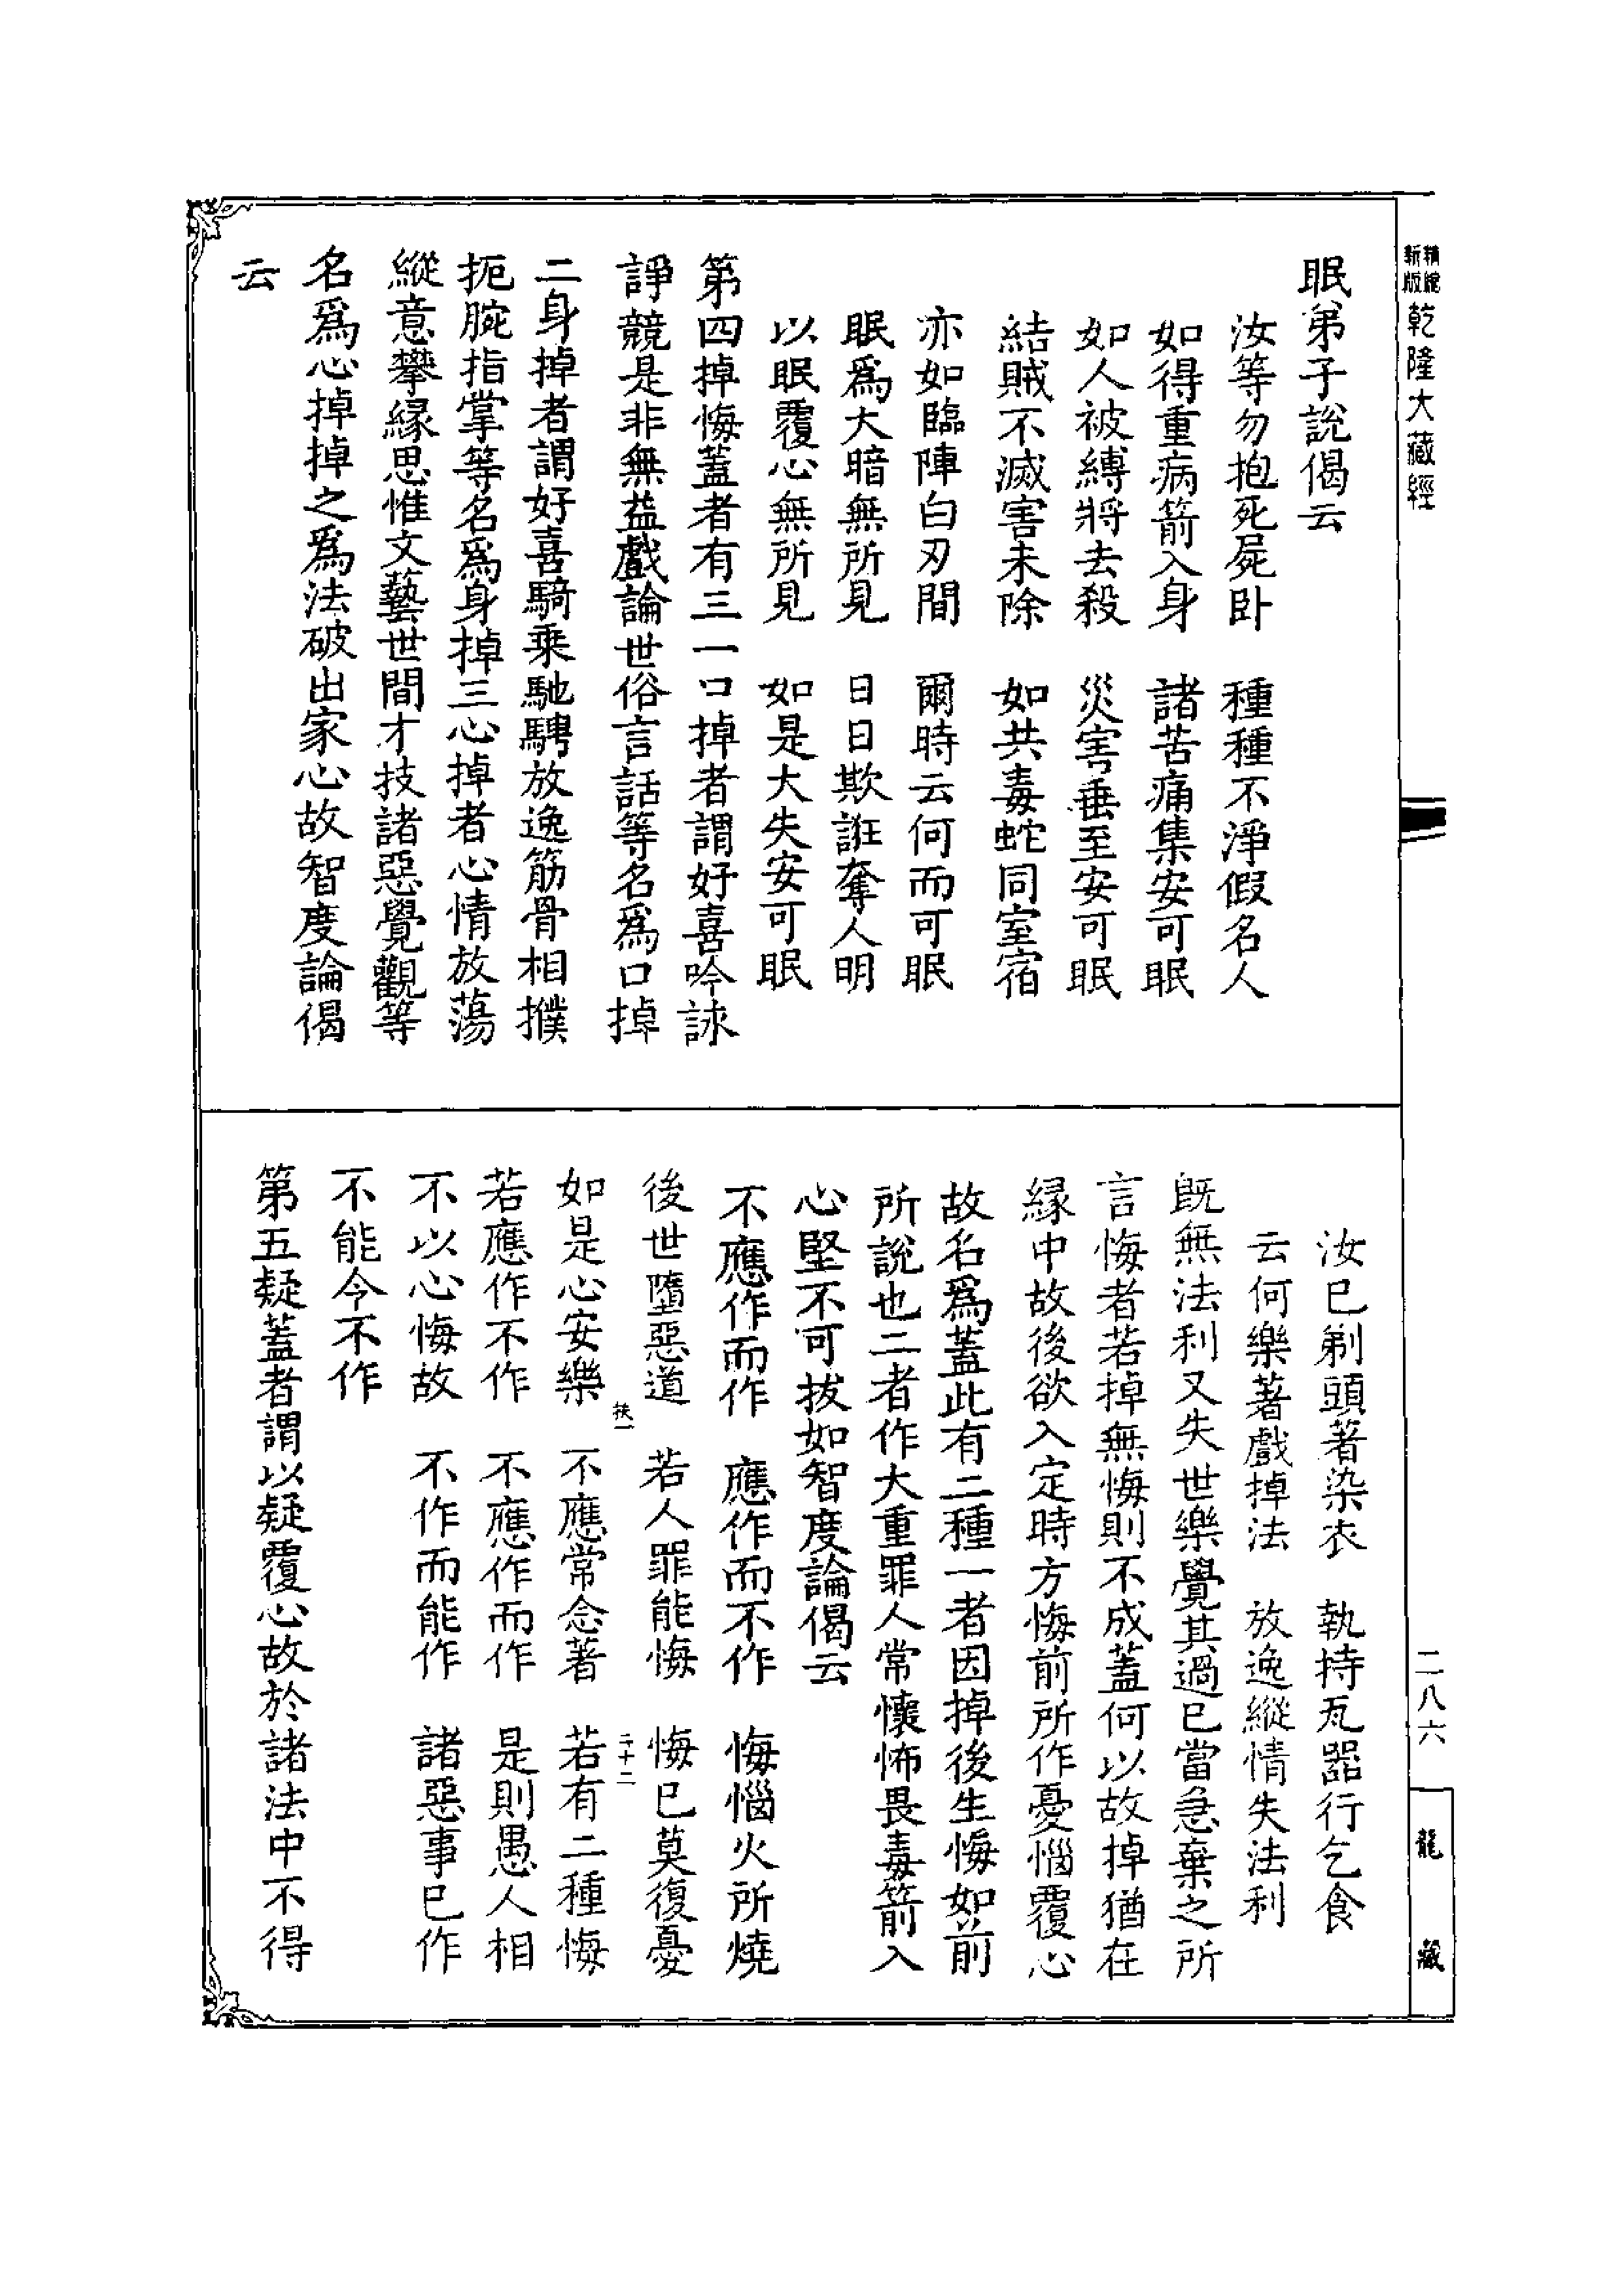 精縮
新版
乾隆大藏經
眠弟子說偈云
汝等勿抱死屍卧　種種不淨假名人
如得重病箭入身　諸苦痛集安可眠
如人被縛將去殺　災害垂至安可眠
結賊不滅害未除　如共毒蛇同室宿
亦如臨陣白刃間　爾時云何而可眠
眠爲大暗無所見　日日欺誑奪人明
以眠覆心無所見　如是大失安可眠
第四掉悔蓋者有三一口掉者謂好喜吟詠
諍競是非無益戲論世俗言話等名爲口掉
二身掉者謂好喜騎乘馳騁放逸筋骨相撲
扼腕指掌等名爲身掉三心掉者心情放蕩
縱意攀緣思惟文藝世間才技諸惡覺觀等
名爲心掉掉之爲法破出家心故智度論偈
云
汝已剃頭著染衣　執持瓦器行乞食
云何樂著戲掉法　放逸縱情失法利
旣無法利又失世樂覺其過已當急棄之所
言悔者若掉無悔則不成蓋何以故掉猶在
緣中故後欲入定時方悔前所作憂惱覆心
故名爲蓋此有二種一者因掉後生悔如前
所說也二者作大重罪人常懷怖畏毒箭入
心堅不可拔如智度論偈云
不應作而作　應作而不作　悔惱火所燒
後世墮惡道　若人罪能悔　悔已莫復憂
扶一　二十二
如是心安樂　不應常念著　若有二種悔
若應作不作　不應作而作　是則愚人相
不以心悔故　不作而能作　諸惡事已作
不能令不作
第五疑蓋者謂以疑覆心故於諸法中不得
二八六
龍藏